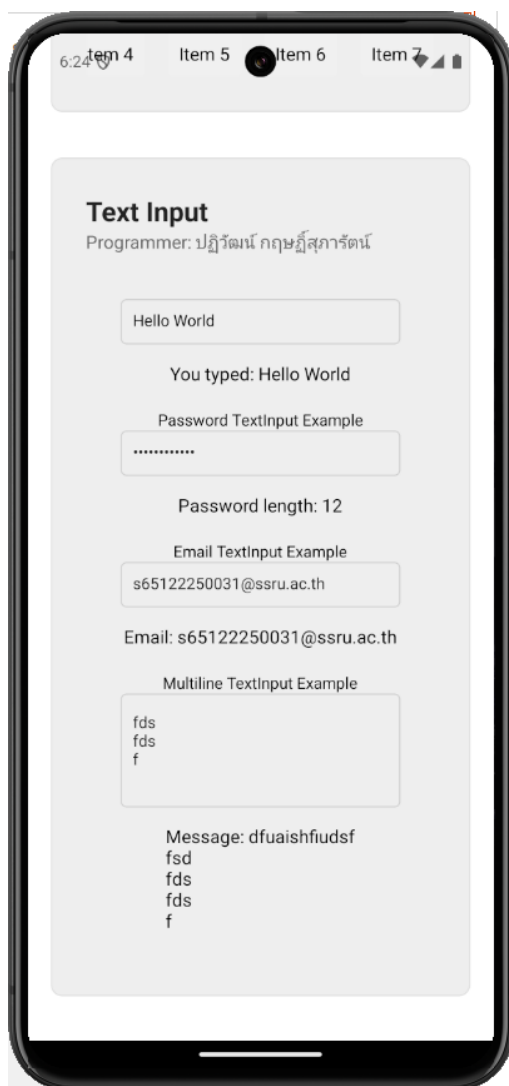 6:24 tem 4 Item 5 Item 6 Item 7
Text Input
Programmer: ปฏิวัฒน์ กฤษฏิ์สุภารัตน์
Hello World
You typed: Hello World
Password TextInput Example
••••••••••••
Password length: 12
Email TextInput Example
s65122250031@ssru.ac.th
Email: s65122250031@ssru.ac.th
Multiline TextInput Example
fds
fds
f
Message: dfuaishfiudsf
fsd
fds
fds
f